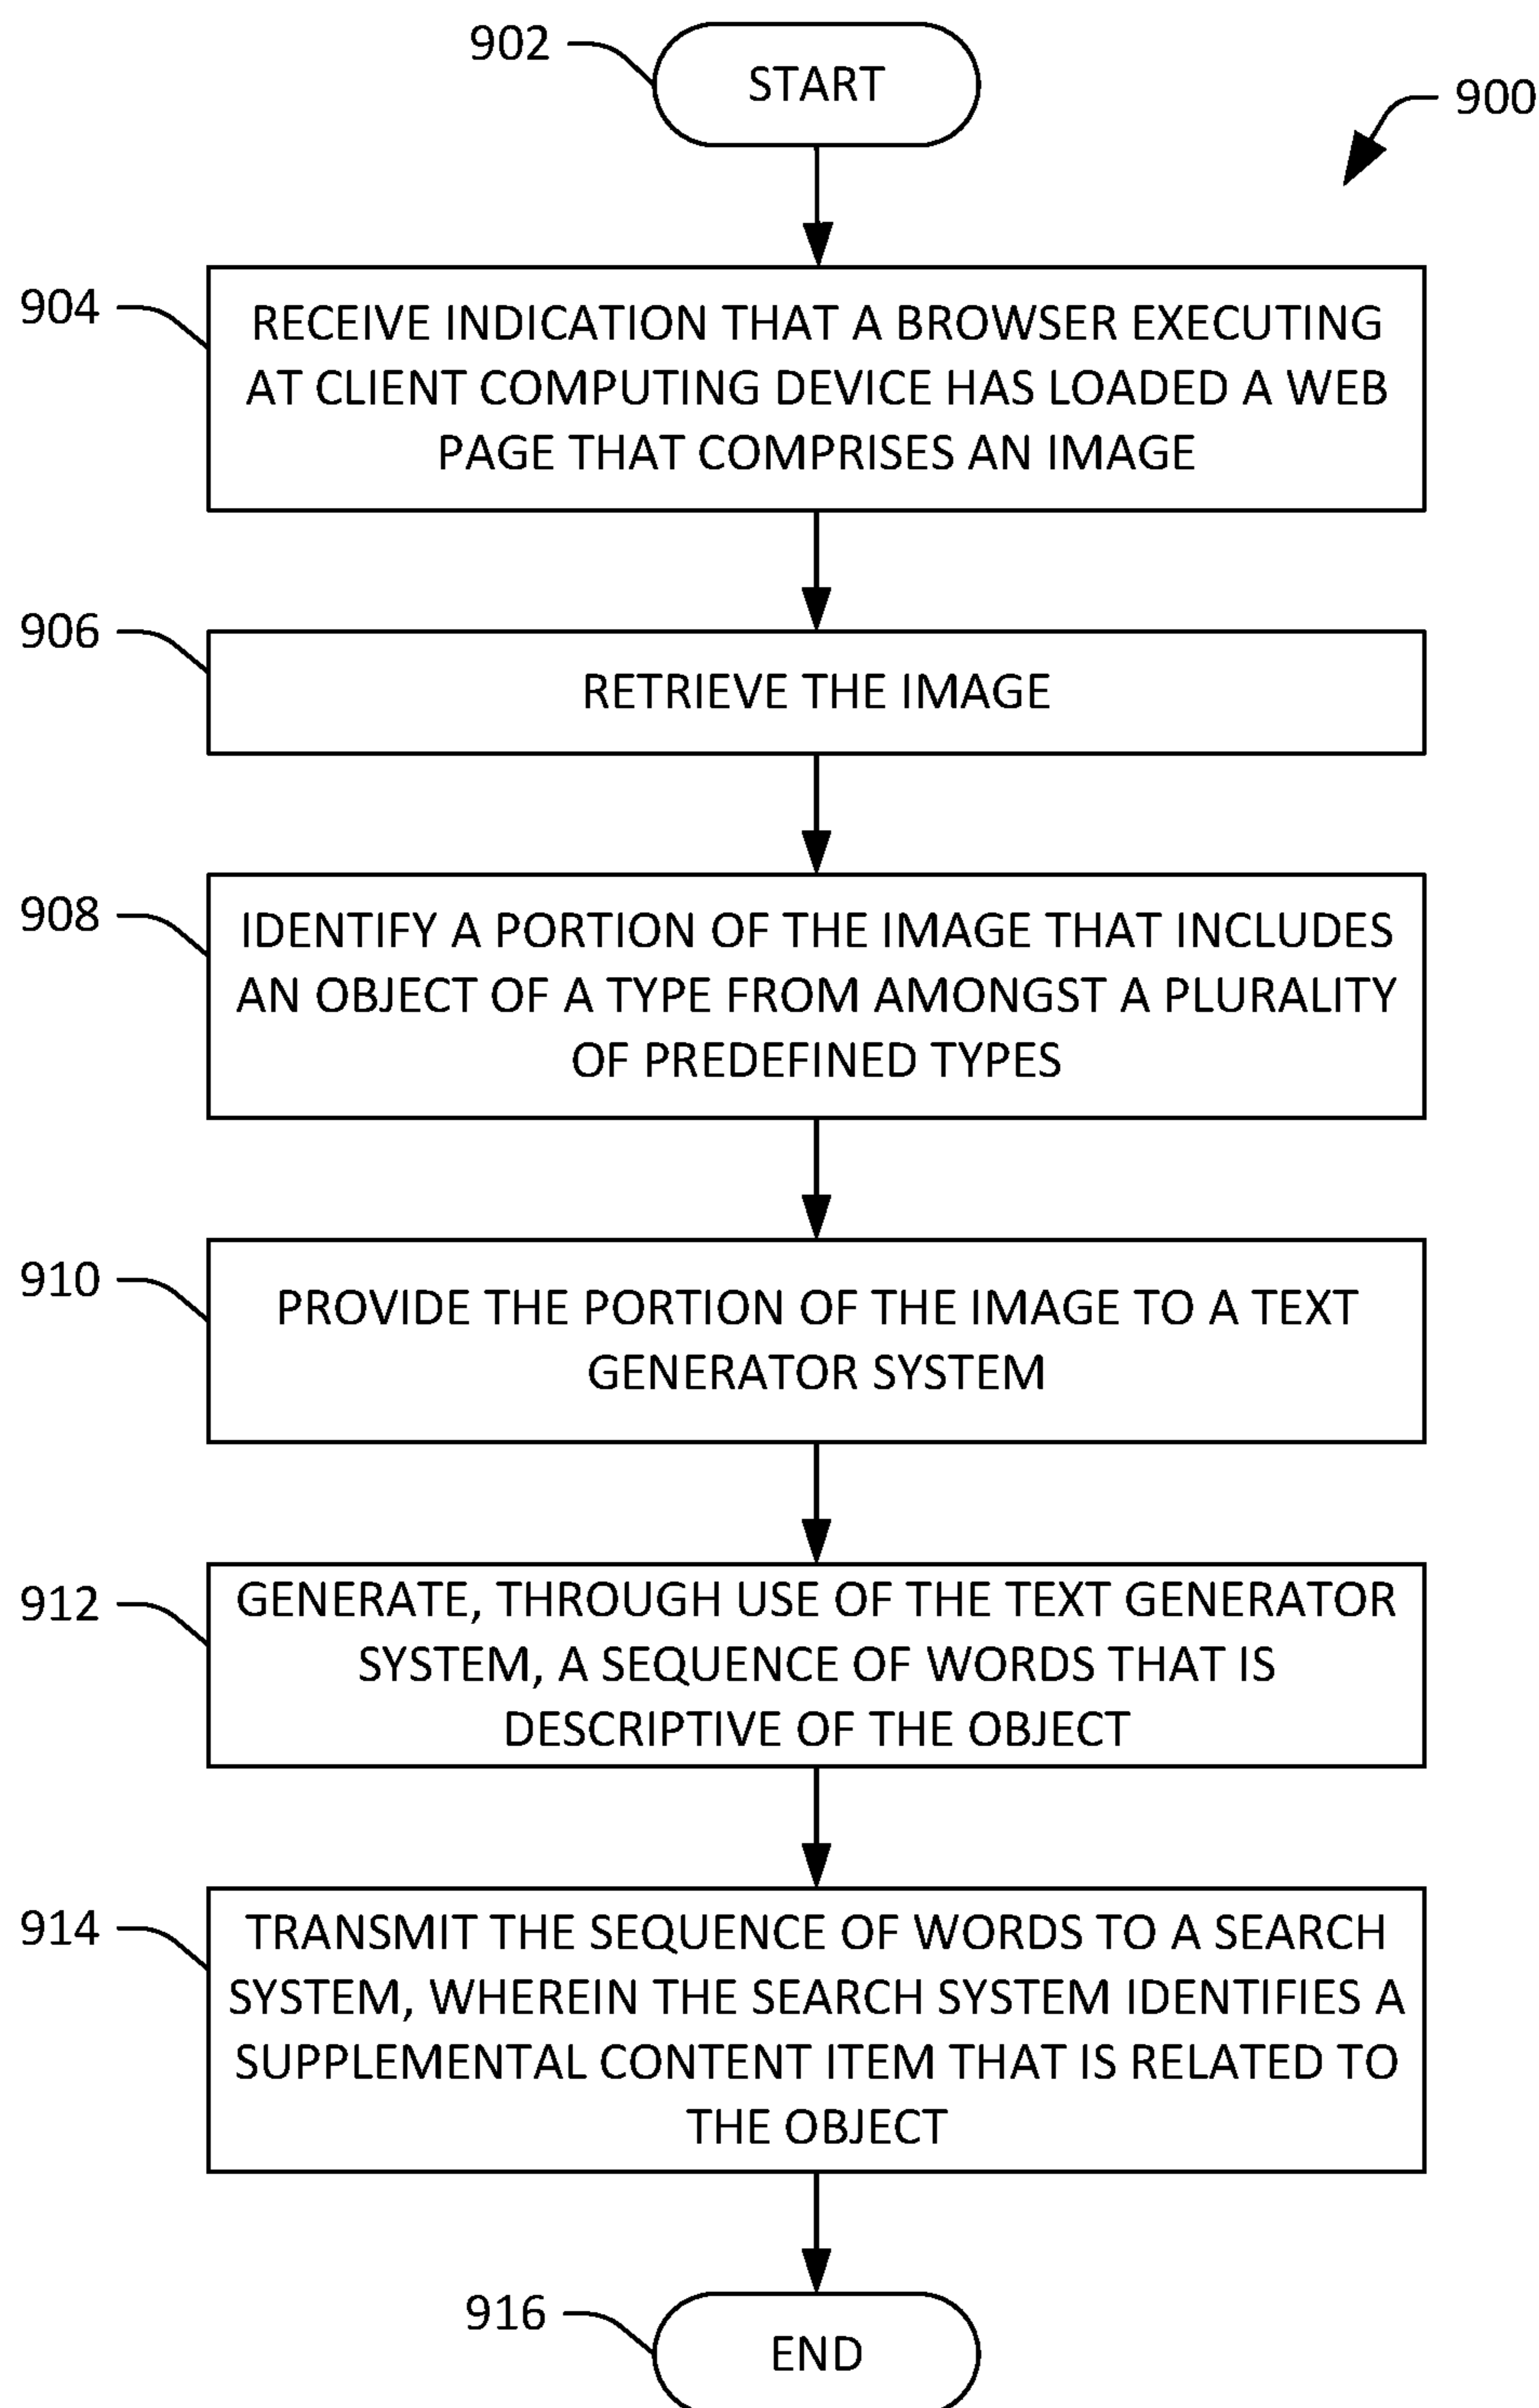 902
START
900
904
RECEIVE INDICATION THAT A BROWSER EXECUTING
AT CLIENT COMPUTING DEVICE HAS LOADED A WEB
PAGE THAT COMPRISES AN IMAGE
906
RETRIEVE THE IMAGE
908
IDENTIFY A PORTION OF THE IMAGE THAT INCLUDES
AN OBJECT OF A TYPE FROM AMONGST A PLURALITY
OF PREDEFINED TYPES
910
PROVIDE THE PORTION OF THE IMAGE TO A TEXT
GENERATOR SYSTEM
912
GENERATE, THROUGH USE OF THE TEXT GENERATOR
SYSTEM, A SEQUENCE OF WORDS THAT IS
DESCRIPTIVE OF THE OBJECT
914
TRANSMIT THE SEQUENCE OF WORDS TO A SEARCH
SYSTEM, WHEREIN THE SEARCH SYSTEM IDENTIFIES A
SUPPLEMENTAL CONTENT ITEM THAT IS RELATED TO
THE OBJECT
916
END